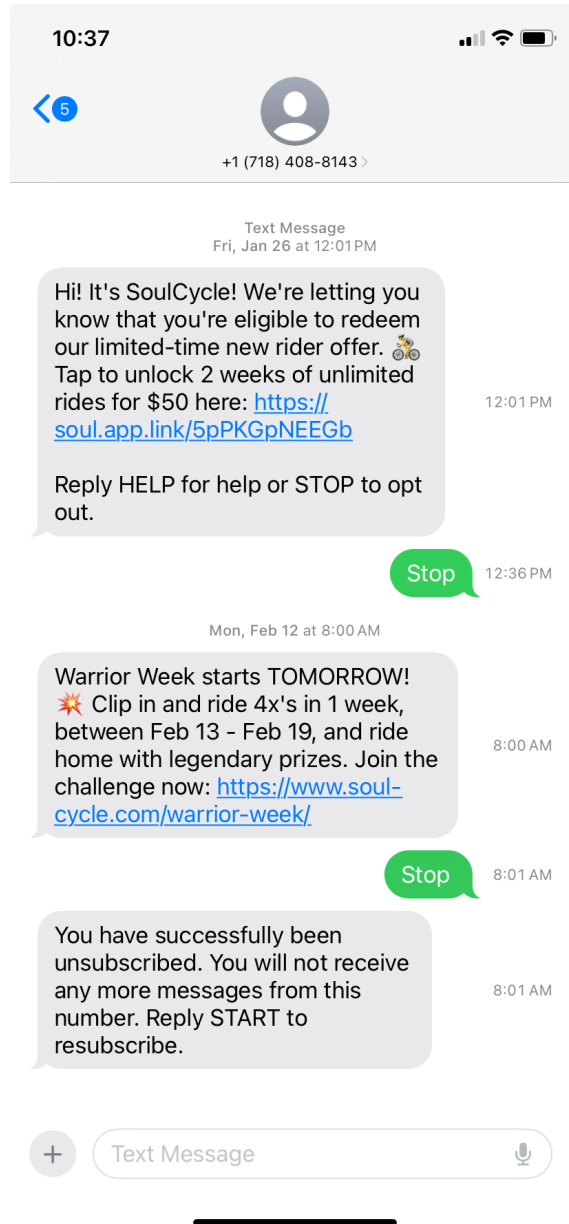 10:37
5
+1 (718) 408-8143
Text Message
Fri, Jan 26 at 12:01 PM
Hi! It's SoulCycle! We're letting you
know that you're eligible to redeem
our limited-time new rider offer. 🚴
Tap to unlock 2 weeks of unlimited
rides for $50 here: https://
soul.app.link/5pPKGpNEEGb
12:01 PM
Reply HELP for help or STOP to opt
out.
Stop
12:36 PM
Mon, Feb 12 at 8:00 AM
Warrior Week starts TOMORROW!
💥 Clip in and ride 4x's in 1 week,
between Feb 13 - Feb 19, and ride
home with legendary prizes. Join the
challenge now: https://www.soul-
cycle.com/warrior-week/
8:00 AM
Stop
8:01 AM
You have successfully been
unsubscribed. You will not receive
any more messages from this
number. Reply START to
resubscribe.
8:01 AM
Text Message